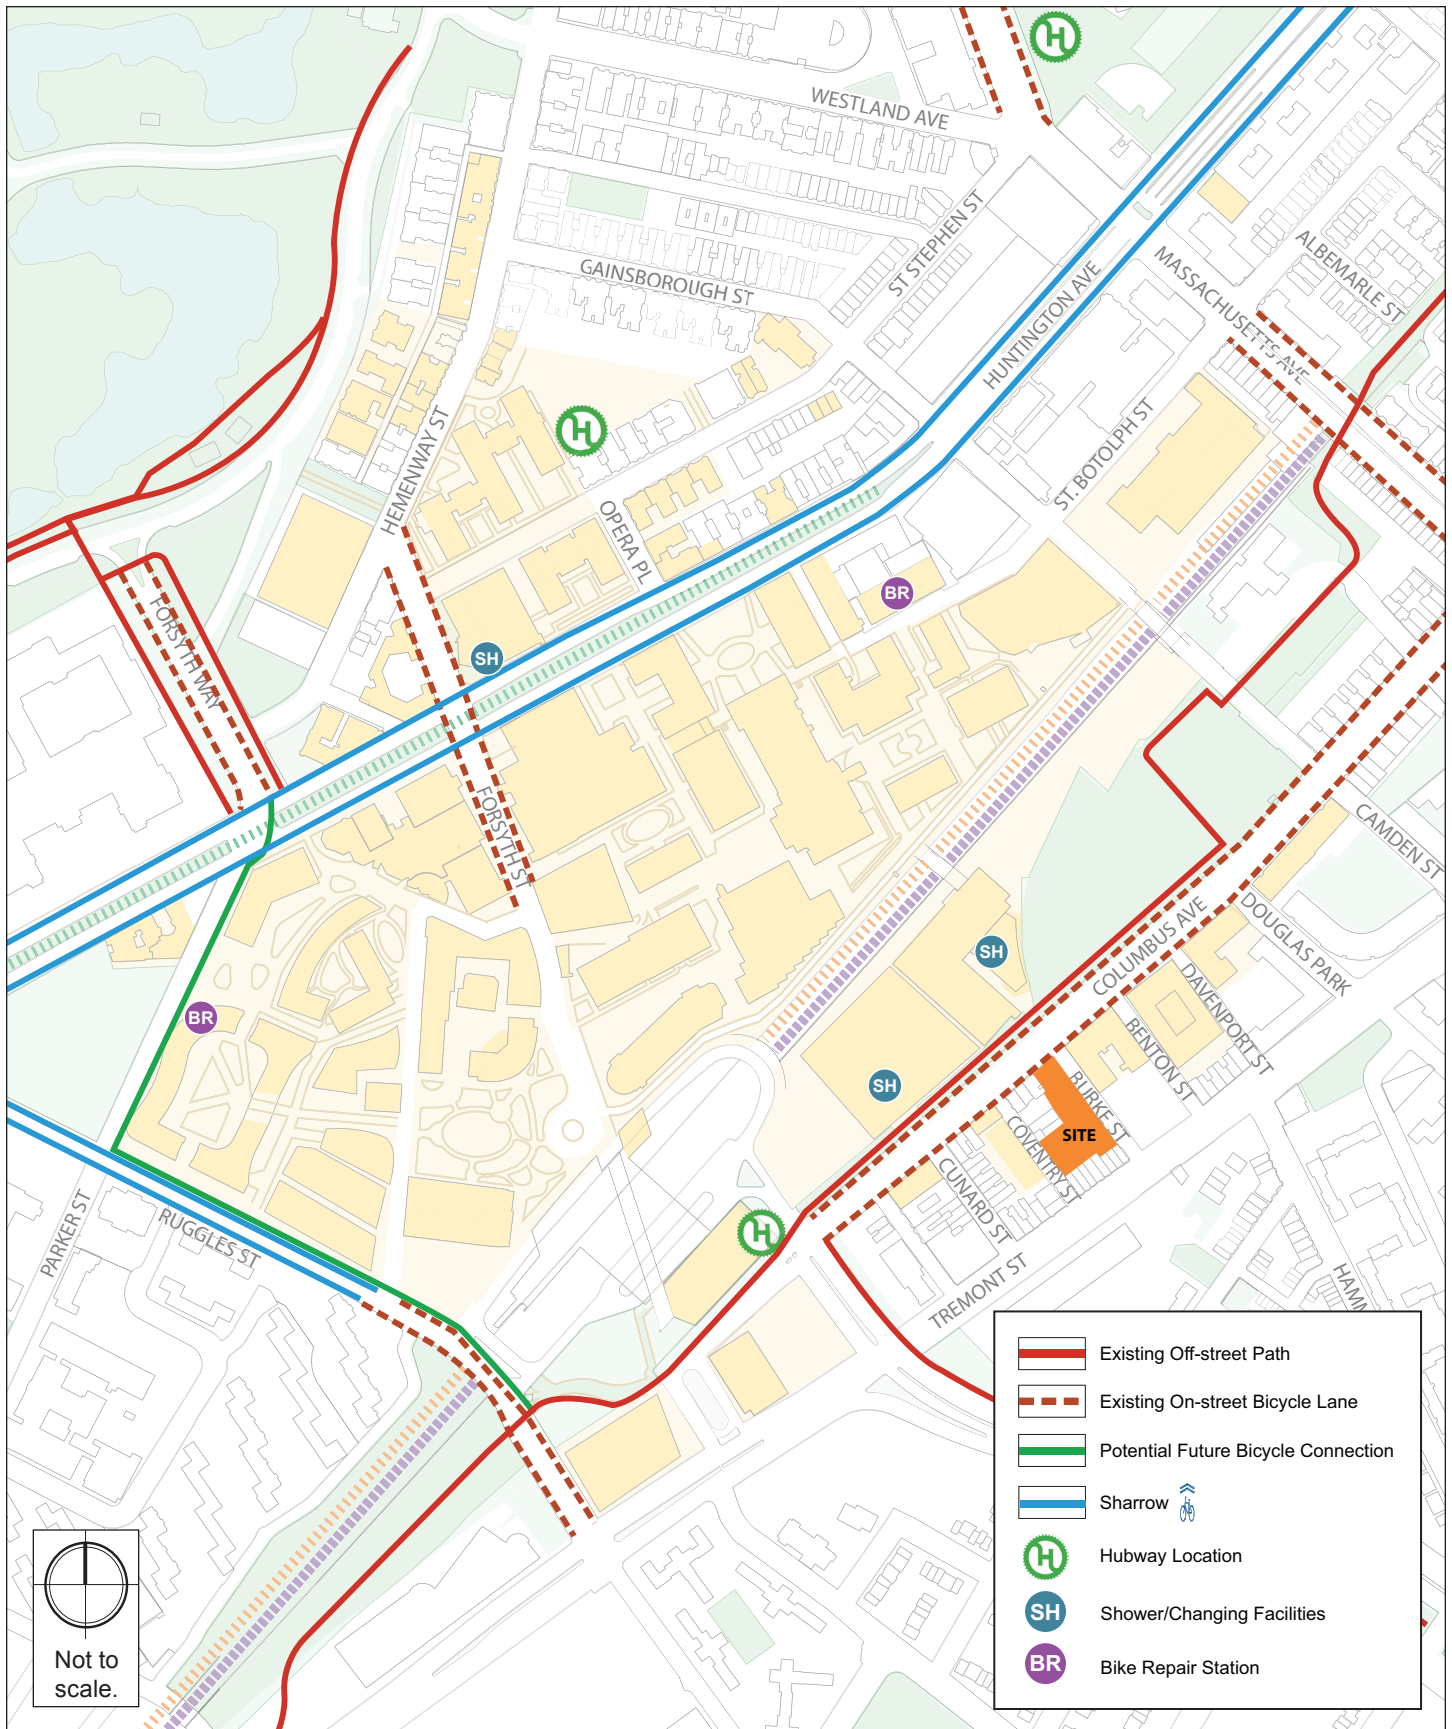 H
WESTLAND AVE
ST STEPHEN ST
GAINSBOROUGH ST
HUNTINGTON AVE
MASSACHUSETTS AVE
ALBEMARLE ST
H
HEMENWAY ST
OPERA PL
ST. BOTOLPH ST
BR
FORSYTH WAY
SH
FORSYTH ST
CAMDEN ST
COLUMBUS AVE
DOUGLAS PARK
SH
DAVENPORT ST
BENTON ST
BR
SH
BURKE ST
SITE
COVENTRY ST
CUNARD ST
PARKER ST
RUGGLES ST
H
TREMONT ST
HAMM
Existing Off-street Path
Existing On-street Bicycle Lane
Potential Future Bicycle Connection
Sharrow
H Hubway Location
SH Shower/Changing Facilities
BR Bike Repair Station
Not to
scale.